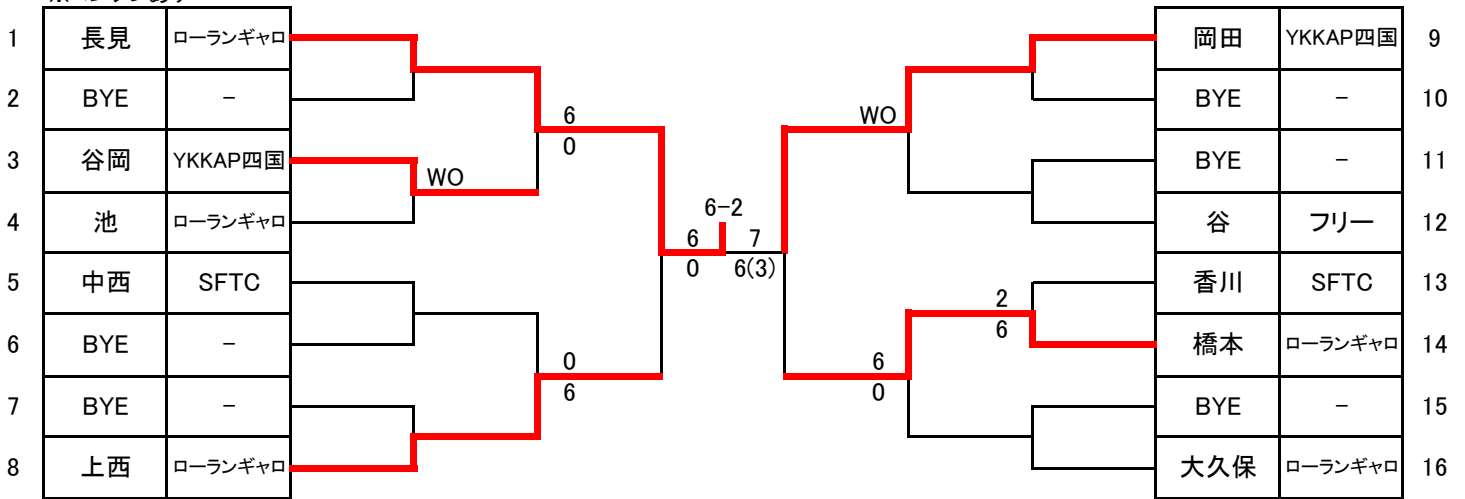 1 長見 ローランギャロ
2 BYE -
3 谷岡 YKKAP四国
4 池 ローランギャロ
5 中西 SFTC
6 BYE -
7 BYE -
8 上西 ローランギャロ
6
0
WO
0
6
6-2
6
0
7
6(3)
WO
2
6
6
0
岡田 YKKAP四国 9
BYE - 10
BYE - 11
谷 フリー 12
香川 SFTC 13
橋本 ローランギャロ 14
BYE - 15
大久保 ローランギャロ 16